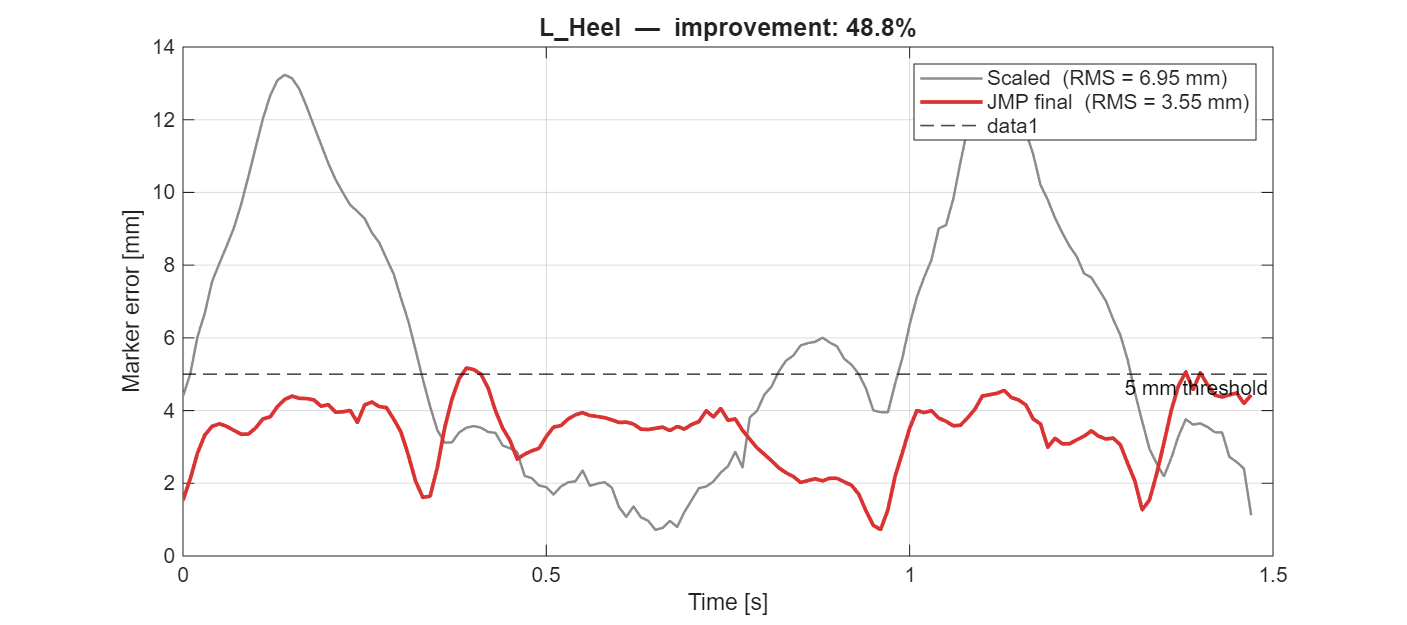 L_Heel — improvement: 48.8%
14
12
10
8
6
4
2
0
Marker error [mm]
Scaled (RMS = 6.95 mm)
JMP final (RMS = 3.55 mm)
data1
5 mm threshold
0
0.5
1
1.5
Time [s]